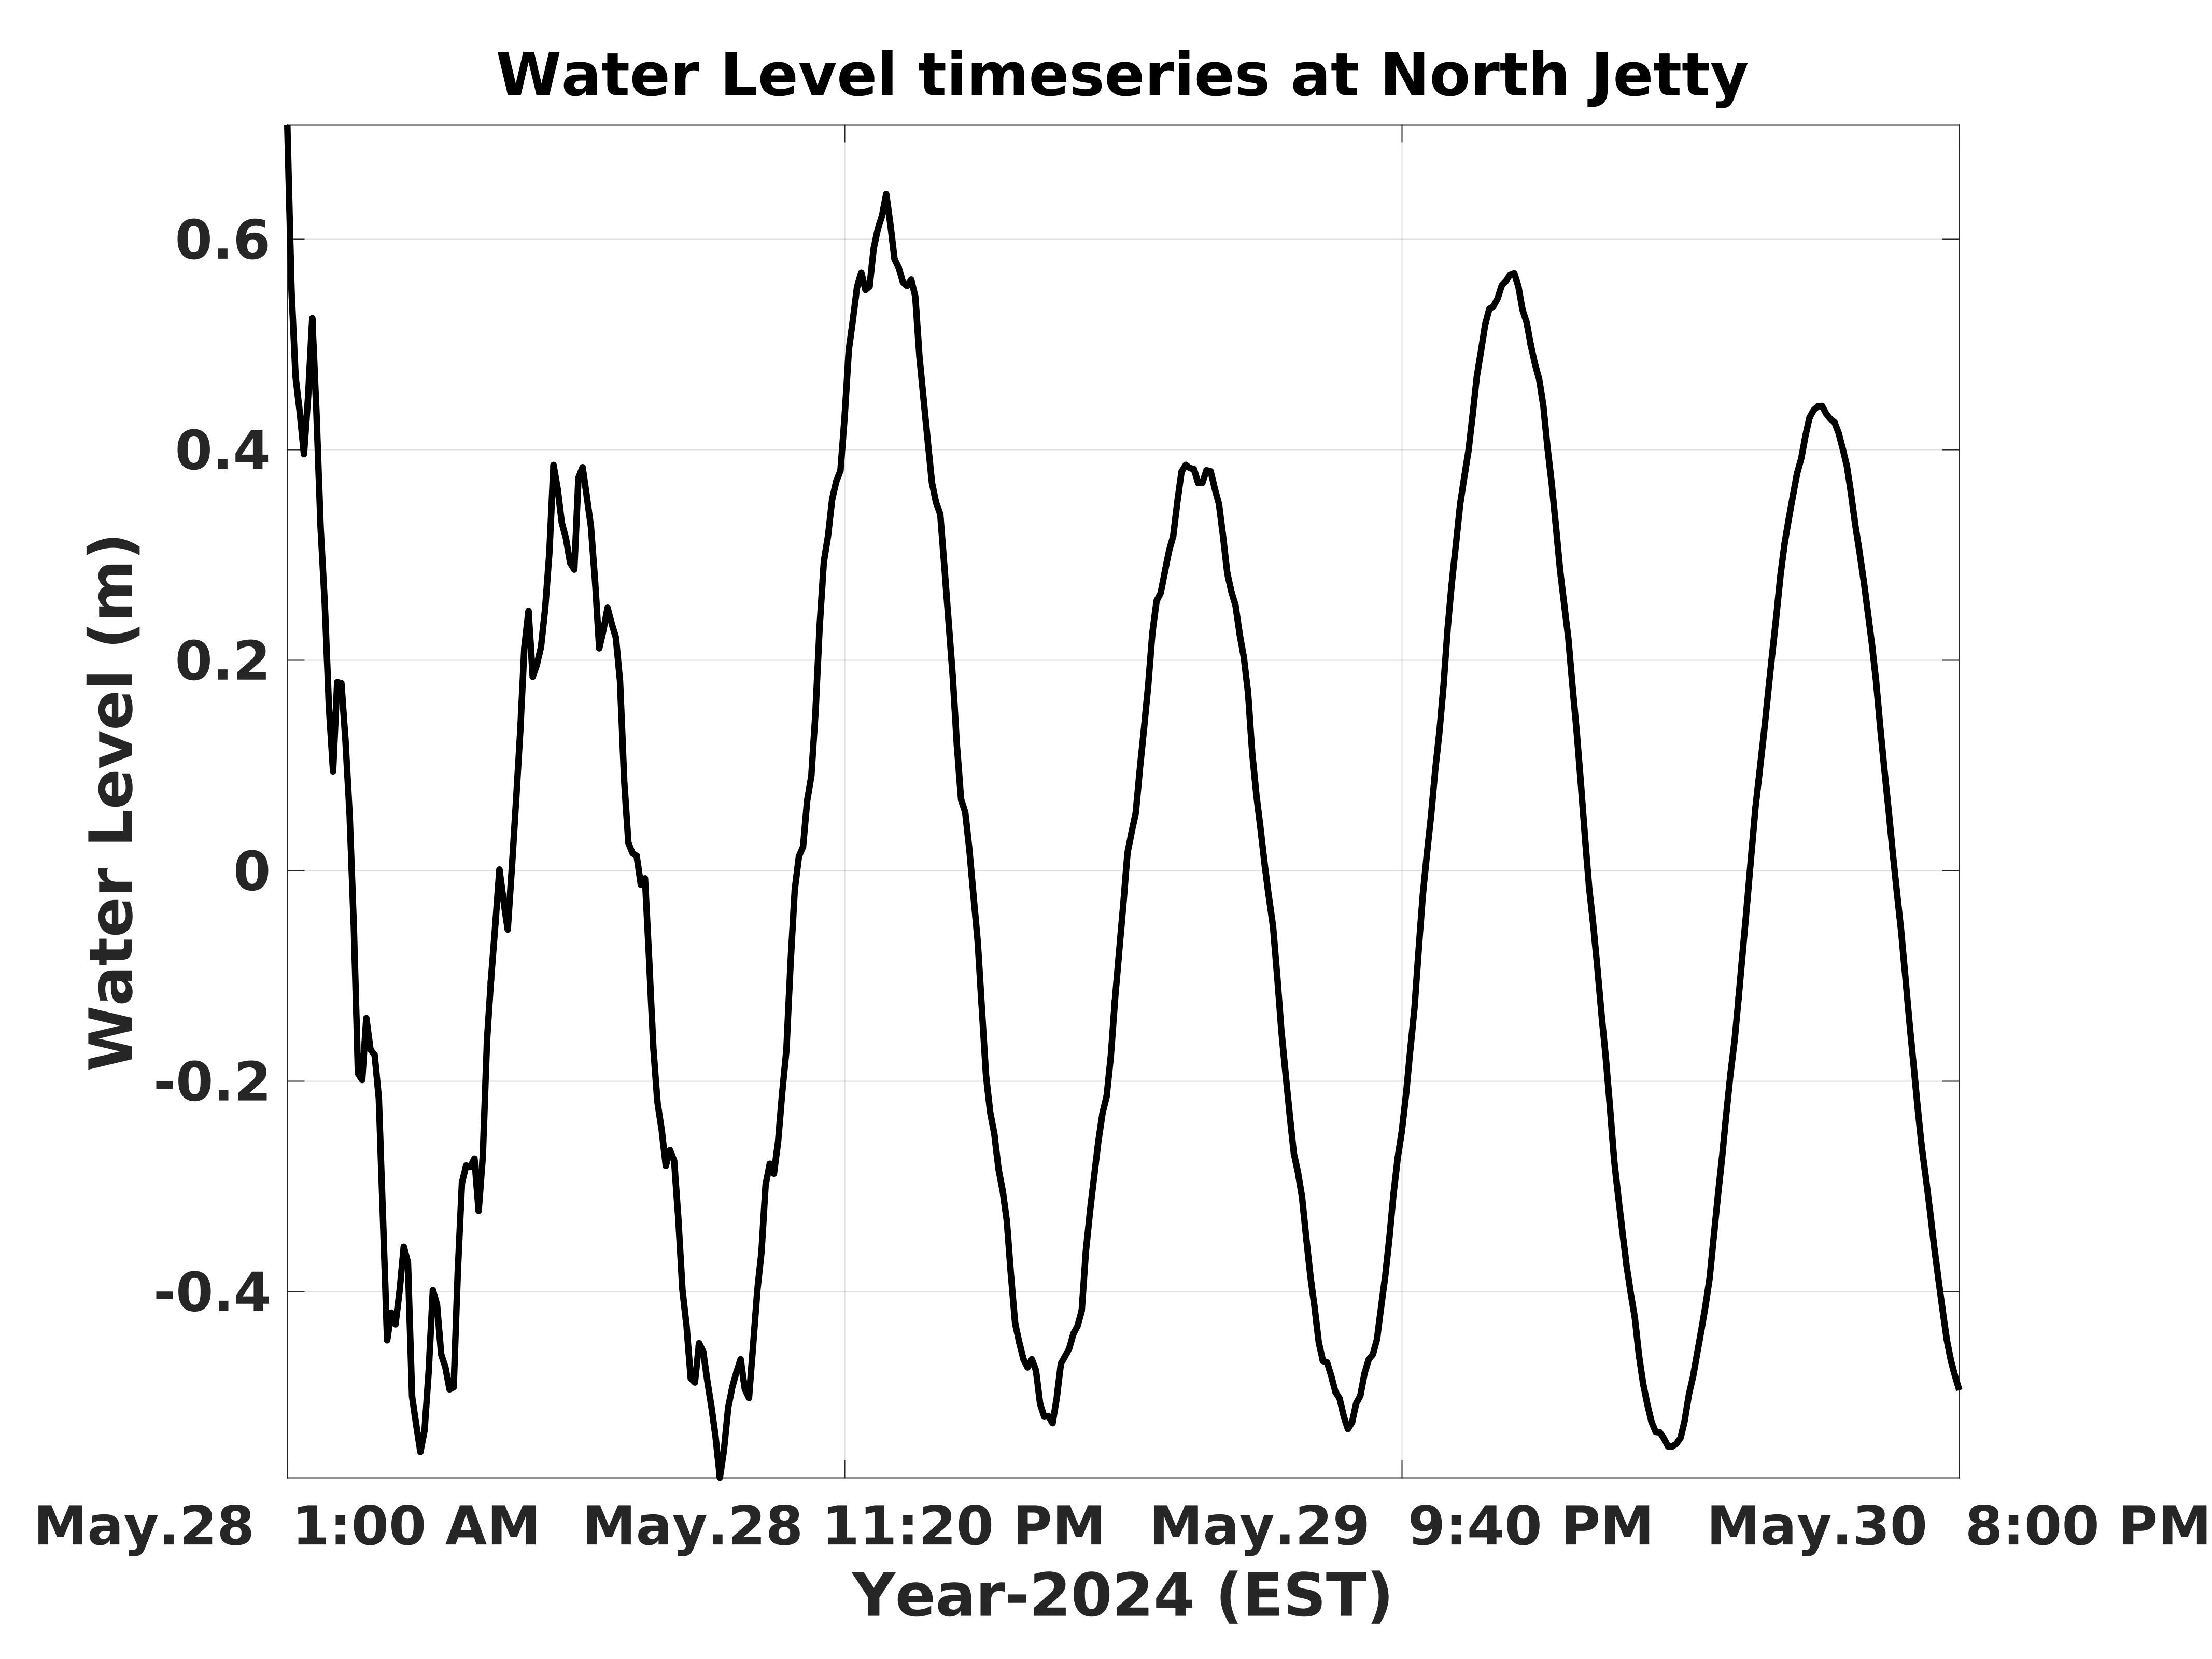 Water Level timeseries at North Jetty
Water Level (m)
0.6
0.4
0.2
0
-0.2
-0.4
May.28 1:00 AM May.28 11:20 PM May.29 9:40 PM May.30 8:00 PM
Year-2024 (EST)